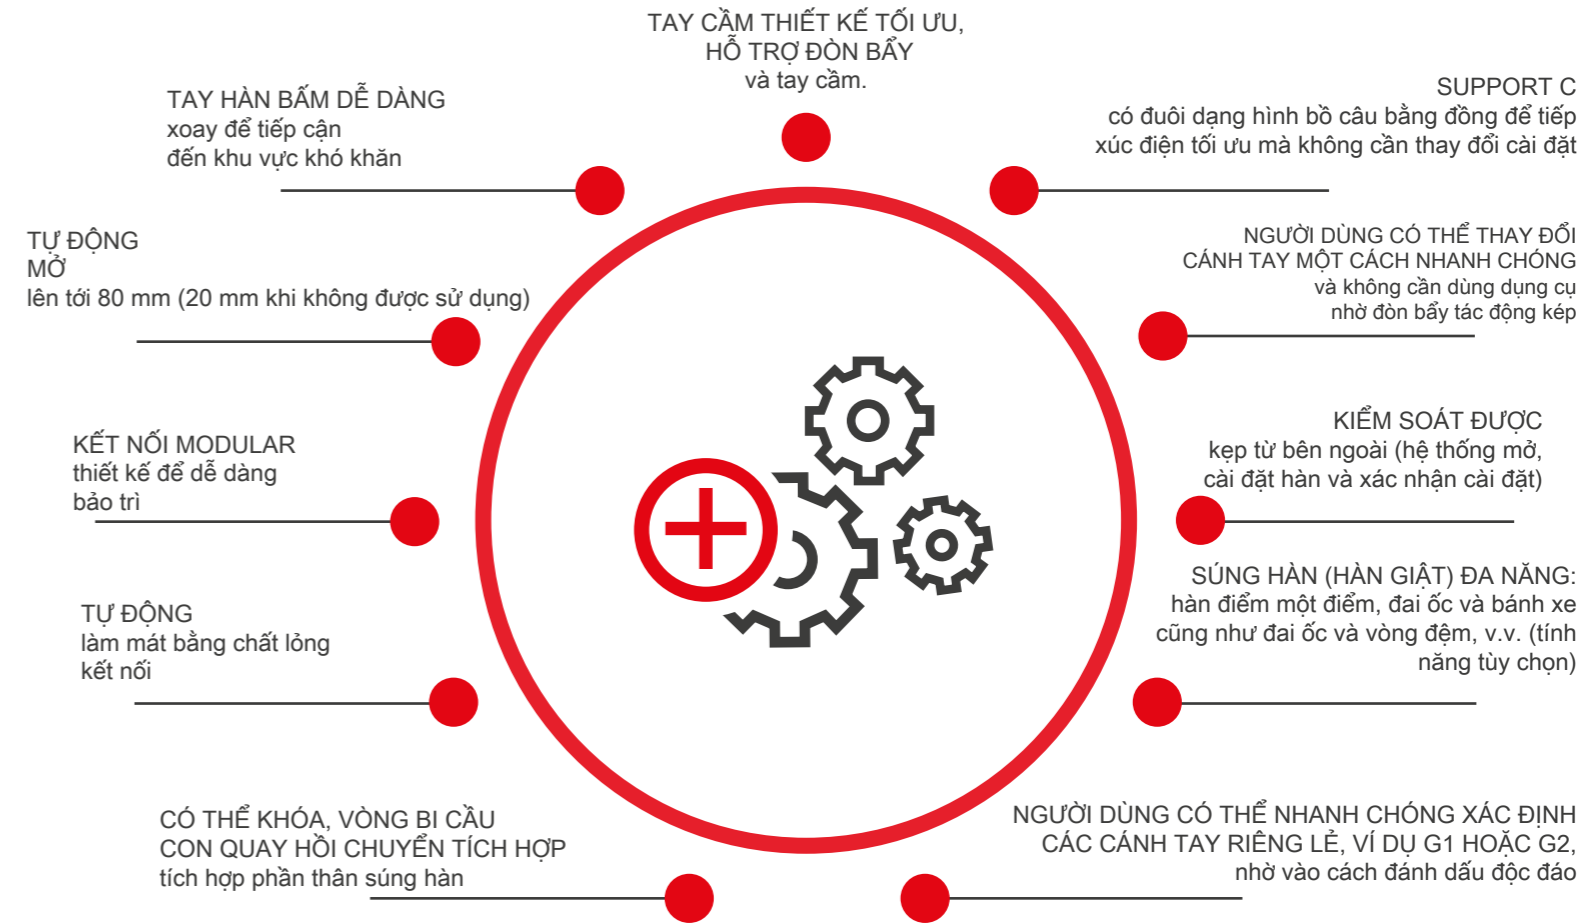 TAY CẦM THIẾT KẾ TỐI ƯU,
HỖ TRỢ ĐÒN BẨY
và tay cầm.
TAY HÀN BẤM DỄ DÀNG
xoay để tiếp cận
đến khu vực khó khăn
TỰ ĐỘNG
MỞ
lên tới 80 mm (20 mm khi không được sử dụng)
KẾT NỐI MODULAR
thiết kế để dễ dàng
bảo trì
TỰ ĐỘNG
làm mát bằng chất lỏng
kết nối
CÓ THỂ KHÓA, VÒNG BI CẦU
CON QUAY HỒI CHUYỂN TÍCH HỢP
tích hợp phần thân súng hàn
SUPPORT C
có đuôi dạng hình bồ câu bằng đồng để tiếp
xúc điện tối ưu mà không cần thay đổi cài đặt
NGƯỜI DÙNG CÓ THỂ THAY ĐỔI
CÁNH TAY MỘT CÁCH NHANH CHÓNG
và không cần dùng dụng cụ
nhờ đòn bẩy tác động kép
KIỂM SOÁT ĐƯỢC
kẹp từ bên ngoài (hệ thống mở,
cài đặt hàn và xác nhận cài đặt)
SÚNG HÀN (HÀN GIẬT) ĐA NĂNG:
hàn điểm một điểm, đai ốc và bánh xe
cũng như đai ốc và vòng đệm, v.v. (tính
năng tùy chọn)
NGƯỜI DÙNG CÓ THỂ NHANH CHÓNG XÁC ĐỊNH
CÁC CÁNH TAY RIÊNG LẺ, VÍ DỤ G1 HOẶC G2,
nhờ vào cách đánh dấu độc đáo